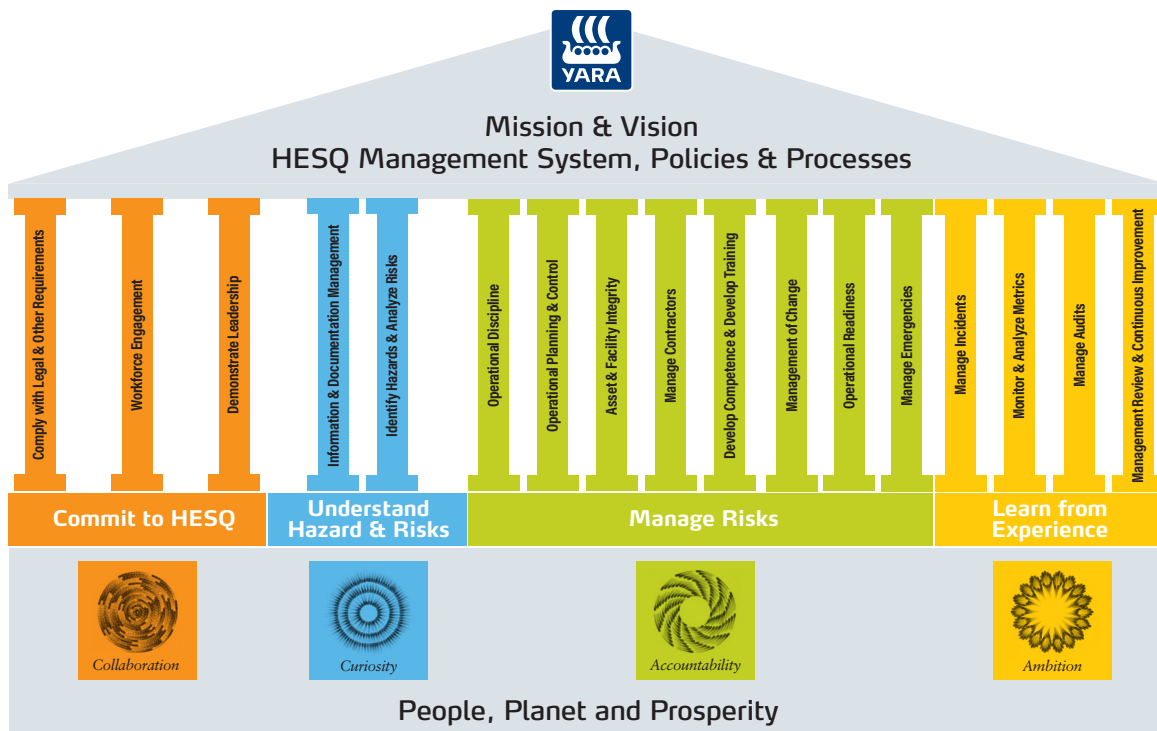 YARA
Mission & Vision
HESQ Management System, Policies & Processes
Comply with Legal & Other Requirements
Workforce Engagement
Demonstrate Leadership
Information & Documentation Management
Identify Hazards & Analyze Risks
Operational Discipline
Operational Planning & Control
Asset & Facility Integrity
Manage Contractors
Develop Competence & Develop Training
Management of Change
Operational Readiness
Manage Emergencies
Manage Incidents
Monitor & Analyze Metrics
Manage Audits
Management Review & Continuous Improvement
Commit to HESQ
Understand
Hazard & Risks
Manage Risks
Learn from
Experience
Collaboration
Curiosity
Accountability
Ambition
People, Planet and Prosperity